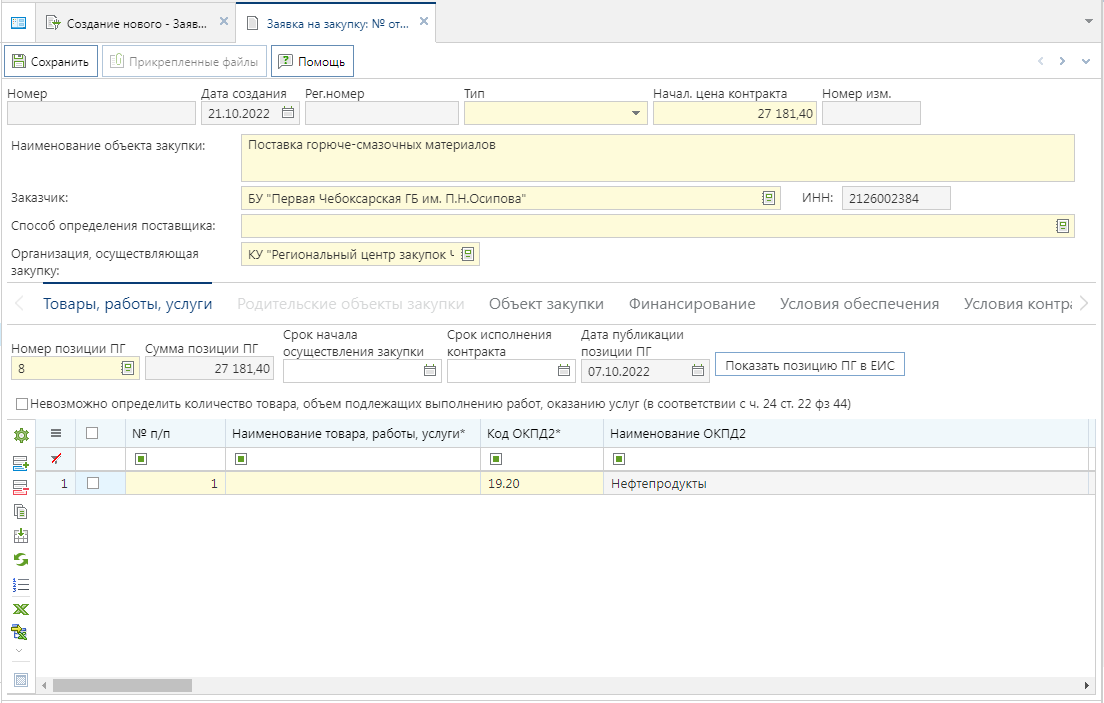 Создание нового - Заяв...
Заявка на закупку: № от...
Сохранить
Прикрепленные файлы
Помощь
Номер
Дата создания
Рег.номер
Тип
Начал. цена контракта
Номер изм.
21.10.2022
27 181,40
Наименование объекта закупки:
Поставка горюче-смазочных материалов
Заказчик:
БУ "Первая Чебоксарская ГБ им. П.Н.Осипова"
ИНН:
2126002384
Способ определения поставщика:
Организация, осуществляющая
закупку:
КУ "Региональный центр закупок Ч
Товары, работы, услуги
Родительские объекты закупки
Объект закупки
Финансирование
Условия обеспечения
Условия контра
Номер позиции ПГ
Сумма позиции ПГ
Срок начала
осуществления закупки
Срок исполнения
контракта
Дата публикации
позиции ПГ
8
27 181,40
07.10.2022
Показать позицию ПГ в ЕИС
Невозможно определить количество товара, объем подлежащих выполнению работ, оказанию услуг (в соответствии с ч. 24 ст. 22 фз 44)
№ п/п
Наименование товара, работы, услуги*
Код ОКПД2*
Наименование ОКПД2
1
1
19.20
Нефтепродукты